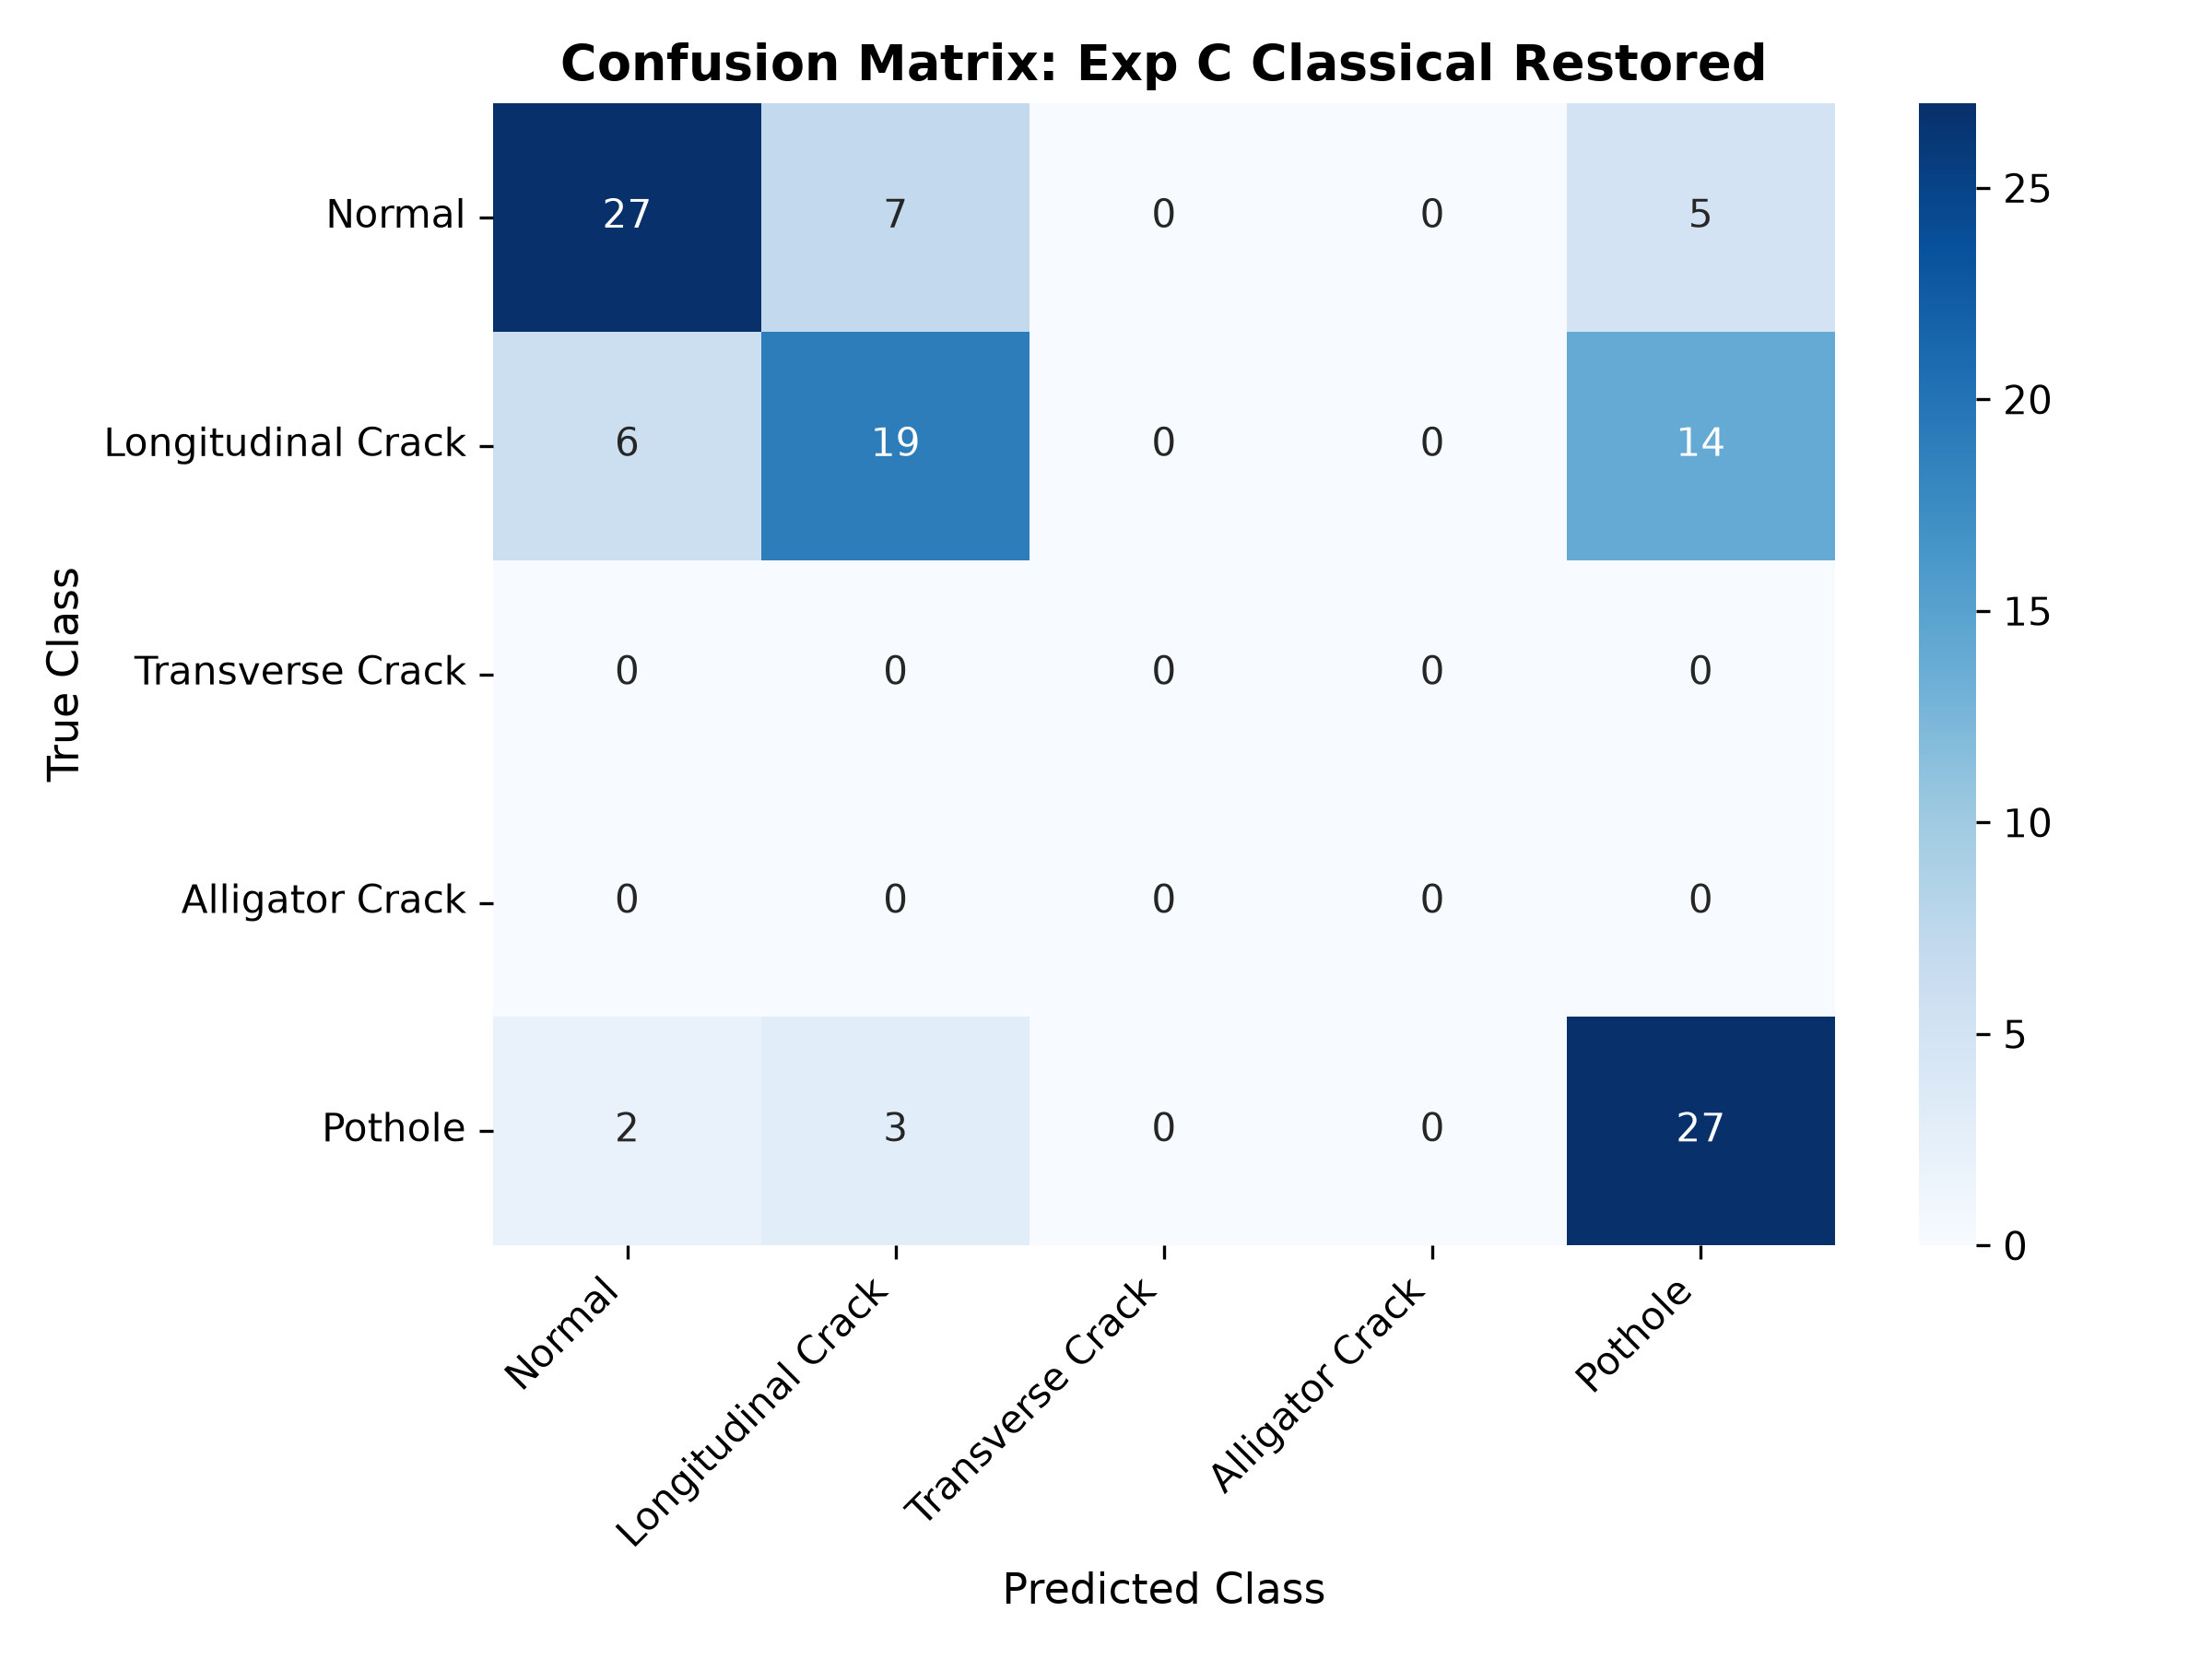 Confusion Matrix: Exp C Classical Restored
True Class
Normal 27 7 0 0 5
Longitudinal Crack 6 19 0 0 14
Transverse Crack 0 0 0 0 0
Alligator Crack 0 0 0 0 0
Pothole 2 3 0 0 27
Normal
Longitudinal Crack
Transverse Crack
Alligator Crack
Pothole
Predicted Class
25
20
15
10
5
0